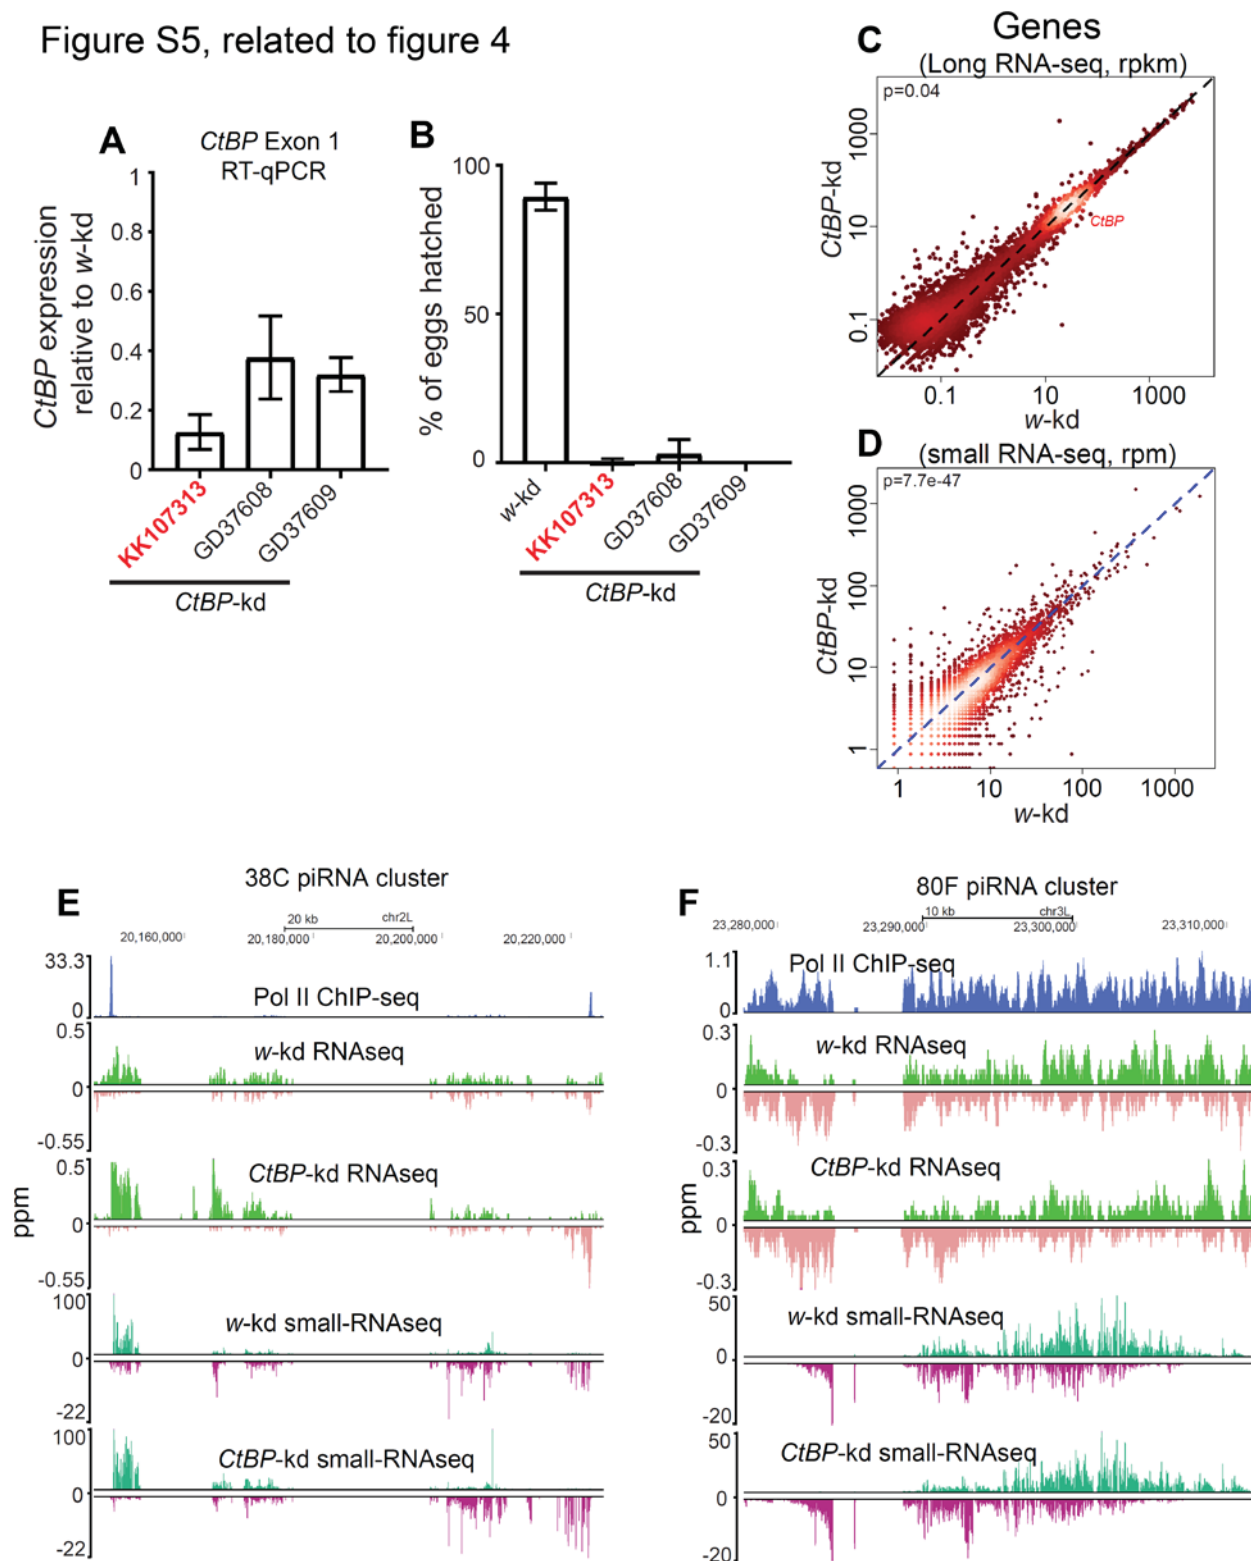 Figure S5, related to figure 4
A
CtBP Exon 1
RT-qPCR
CtBP expression
relative to w-kd
1
0.8
0.6
0.4
0.2
0
KK107313
GD37608
GD37609
CtBP-kd
B
% of eggs hatched
100
50
0
w-kd
KK107313
GD37608
GD37609
CtBP-kd
C
Genes
(Long RNA-seq, rpkm)
p=0.04
CtBP-kd
1000
10
0.1
CtBP
0.1
10
1000
w-kd
D
(small RNA-seq, rpm)
p=7.7e-47
CtBP-kd
1000
100
10
1
1
10
100
1000
w-kd
E
38C piRNA cluster
20 kb
chr2L
20,160,000
20,180,000
20,200,000
20,220,000
33.3
0
Pol II ChIP-seq
0.5
0
-0.55
w-kd RNAseq
0.5
0
-0.55
CtBP-kd RNAseq
ppm
100
0
-22
w-kd small-RNAseq
100
0
-22
CtBP-kd small-RNAseq
F
80F piRNA cluster
10 kb
chr3L
23,280,000
23,290,000
23,300,000
23,310,000
1.1
0
Pol II ChIP-seq
0.3
0
-0.3
w-kd RNAseq
0.3
0
-0.3
CtBP-kd RNAseq
ppm
50
0
-20
w-kd small-RNAseq
50
0
-20
CtBP-kd small-RNAseq